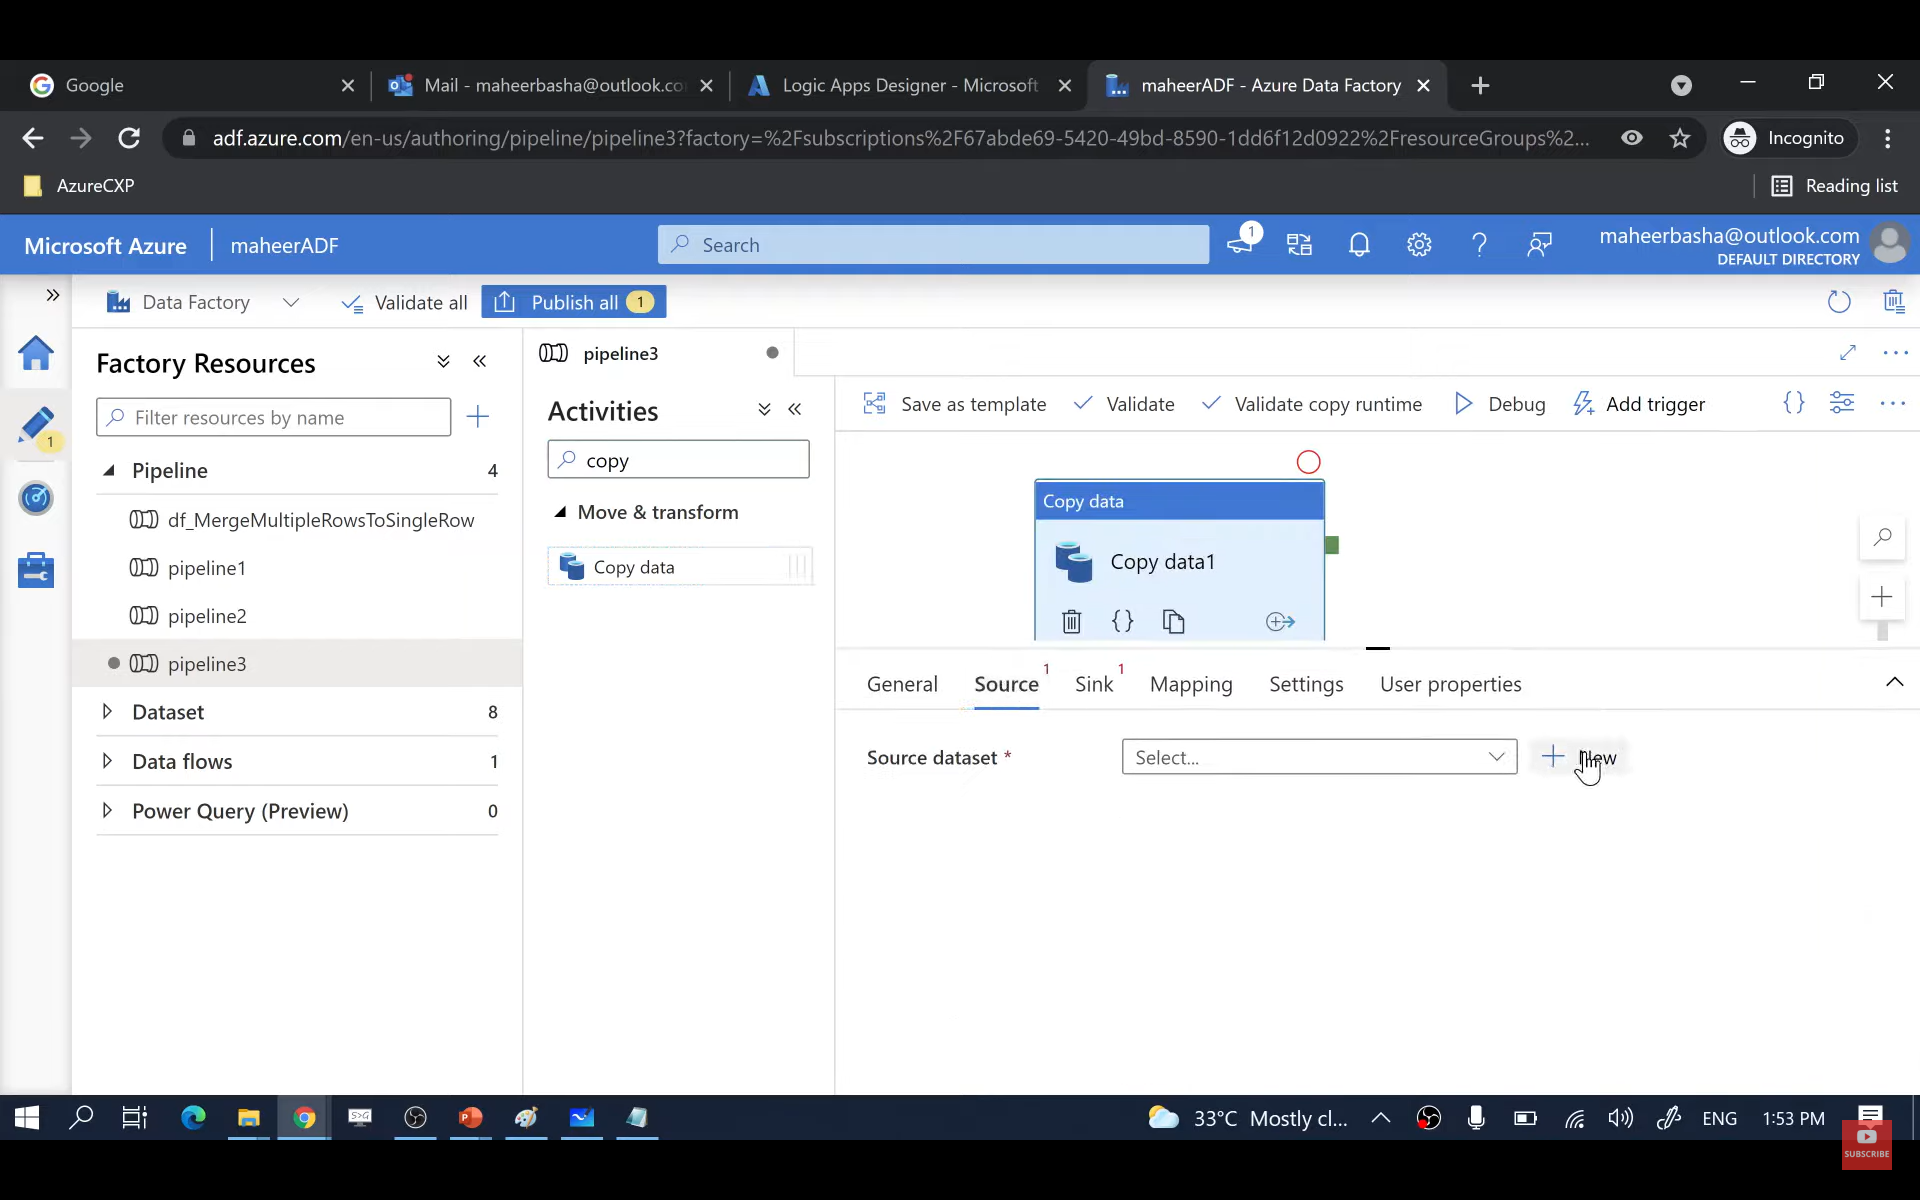 Google
Mail - maheerbasha@outlook.co
Logic Apps Designer - Microsoft
maheerADF - Azure Data Factory
adf.azure.com/en-us/authoring/pipeline/pipeline3?factory=%2Fsubscriptions%2F67abde69-5420-49bd-8590-1dd6f12d0922%2FresourceGroups%2...
Incognito
AzureCXP
Reading list
Microsoft Azure
maheerADF
Search
1
maheerbasha@outlook.com
DEFAULT DIRECTORY
Data Factory
Validate all
Publish all 1
Factory Resources
Filter resources by name
1
Pipeline 4
df_MergeMultipleRowsToSingleRow
pipeline1
pipeline2
pipeline3
Dataset 8
Data flows 1
Power Query (Preview) 0
pipeline3
Activities
copy
Move & transform
Copy data
Save as template
Validate
Validate copy runtime
Debug
Add trigger
Copy data
Copy data1
General
Source 1
Sink 1
Mapping
Settings
User properties
Source dataset *
Select...
New
33°C Mostly cl...
ENG
1:53 PM
SUBSCRIBE